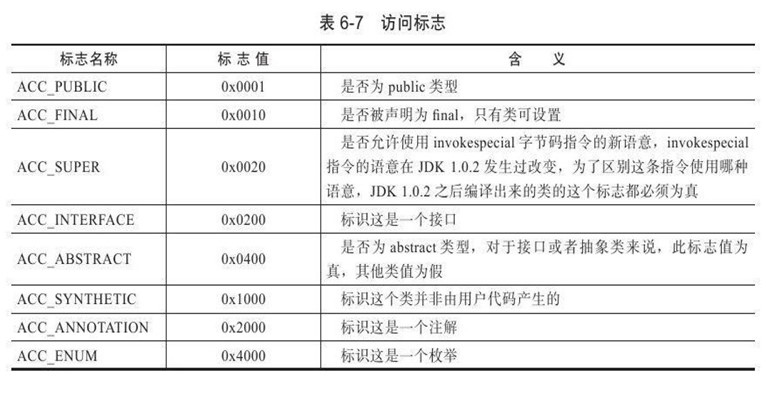 表 6-7 访问标志
标志名称 标 志 值 含 义
ACC_PUBLIC 0x0001 是否为 public 类型
ACC_FINAL 0x0010 是否被声明为 final，只有类可设置
是否允许使用 invokespecial 字节码指令的新语意，invokespecial
ACC_SUPER 0x0020 指令的语意在 JDK 1.0.2 发生过改变，为了区别这条指令使用哪种
语意，JDK 1.0.2 之后编译出来的类的这个标志都必须为真
ACC_INTERFACE 0x0200 标识这是一个接口
ACC_ABSTRACT 0x0400 是否为 abstract 类型，对于接口或者抽象类来说，此标志值为
真，其他类值为假
ACC_SYNTHETIC 0x1000 标识这个类并非由用户代码产生的
ACC_ANNOTATION 0x2000 标识这是一个注解
ACC_ENUM 0x4000 标识这是一个枚举